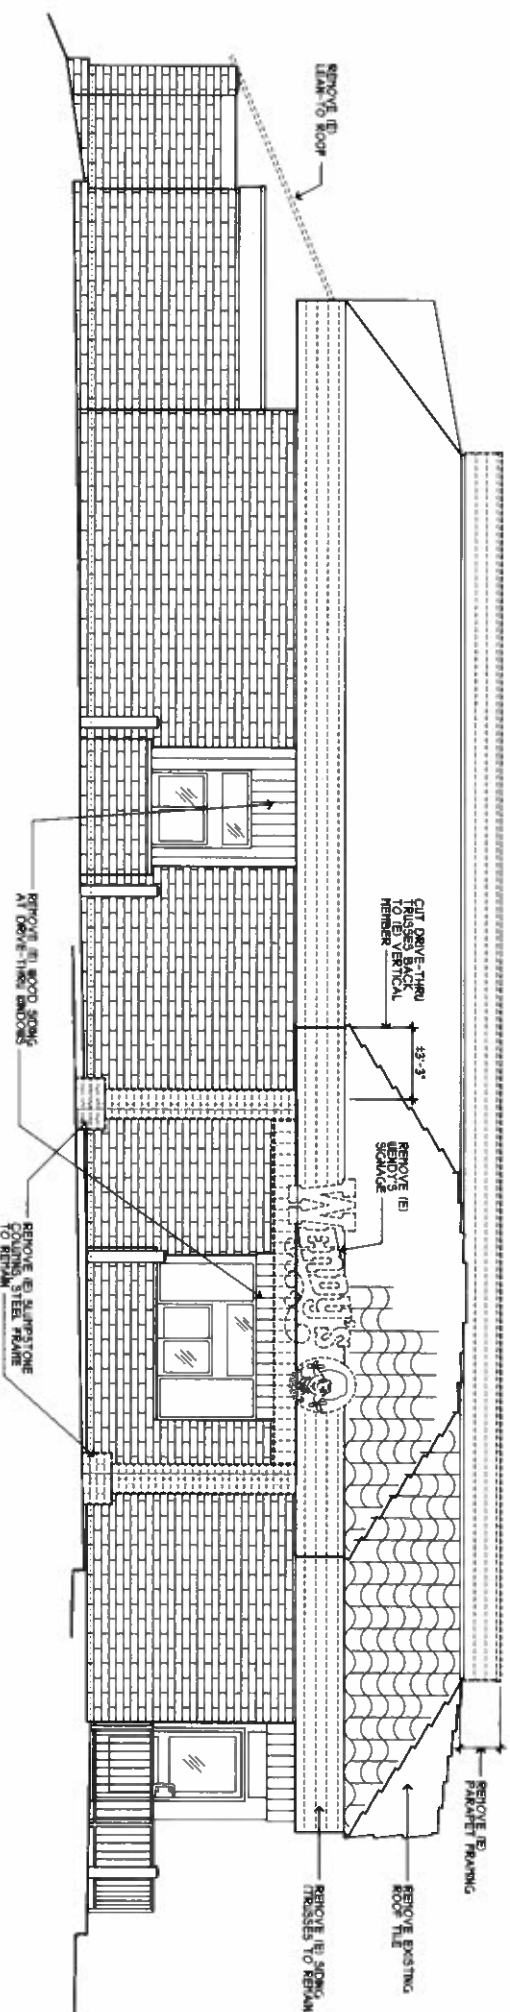 REMOVE (E)
LEAN-TO ROOF
CUT DRIVE-THRU
TRUSSES BACK
TO (E) VERTICAL
MEMBER
±3'-3"
REMOVE (E)
WENDY'S
SIGNAGE
WENDY'S
REMOVE (E)
PARAPET FRAMING
REMOVE EXISTING
ROOF TILE
REMOVE (E) SIDING
(TRUSSES TO REMAIN
REMOVE (E) WOOD SIDING
AT DRIVE-THRU WINDOWS
REMOVE (E) SLUMPSTONE
COLUMNS, STEEL FRAME
TO REMAIN